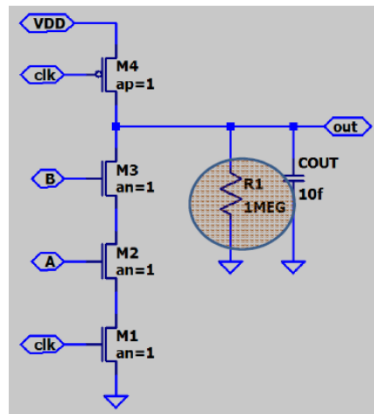 VDD
clk
M4
ap=1
out
B
M3
an=1
R1
1MEG
COUT
10f
A
M2
an=1
clk
M1
an=1